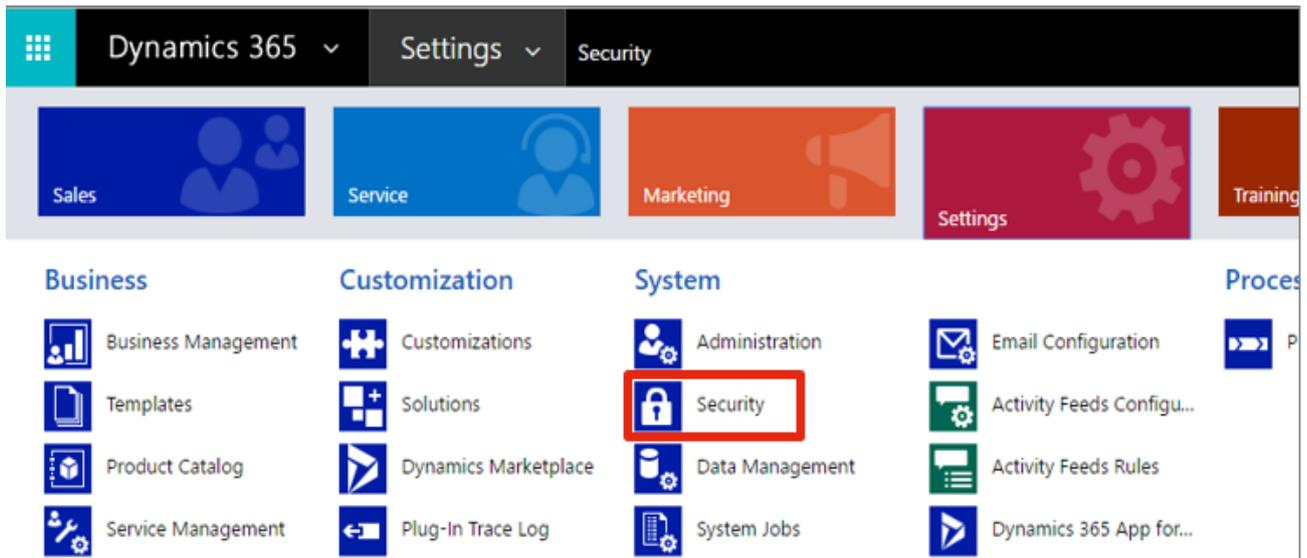 Dynamics 365 Settings Security
Sales Service Marketing Settings Training
Business Customization System Proces
Business Management Customizations Administration Email Configuration P
Templates Solutions Security Activity Feeds Configu...
Product Catalog Dynamics Marketplace Data Management Activity Feeds Rules
Service Management Plug-In Trace Log System Jobs Dynamics 365 App for...